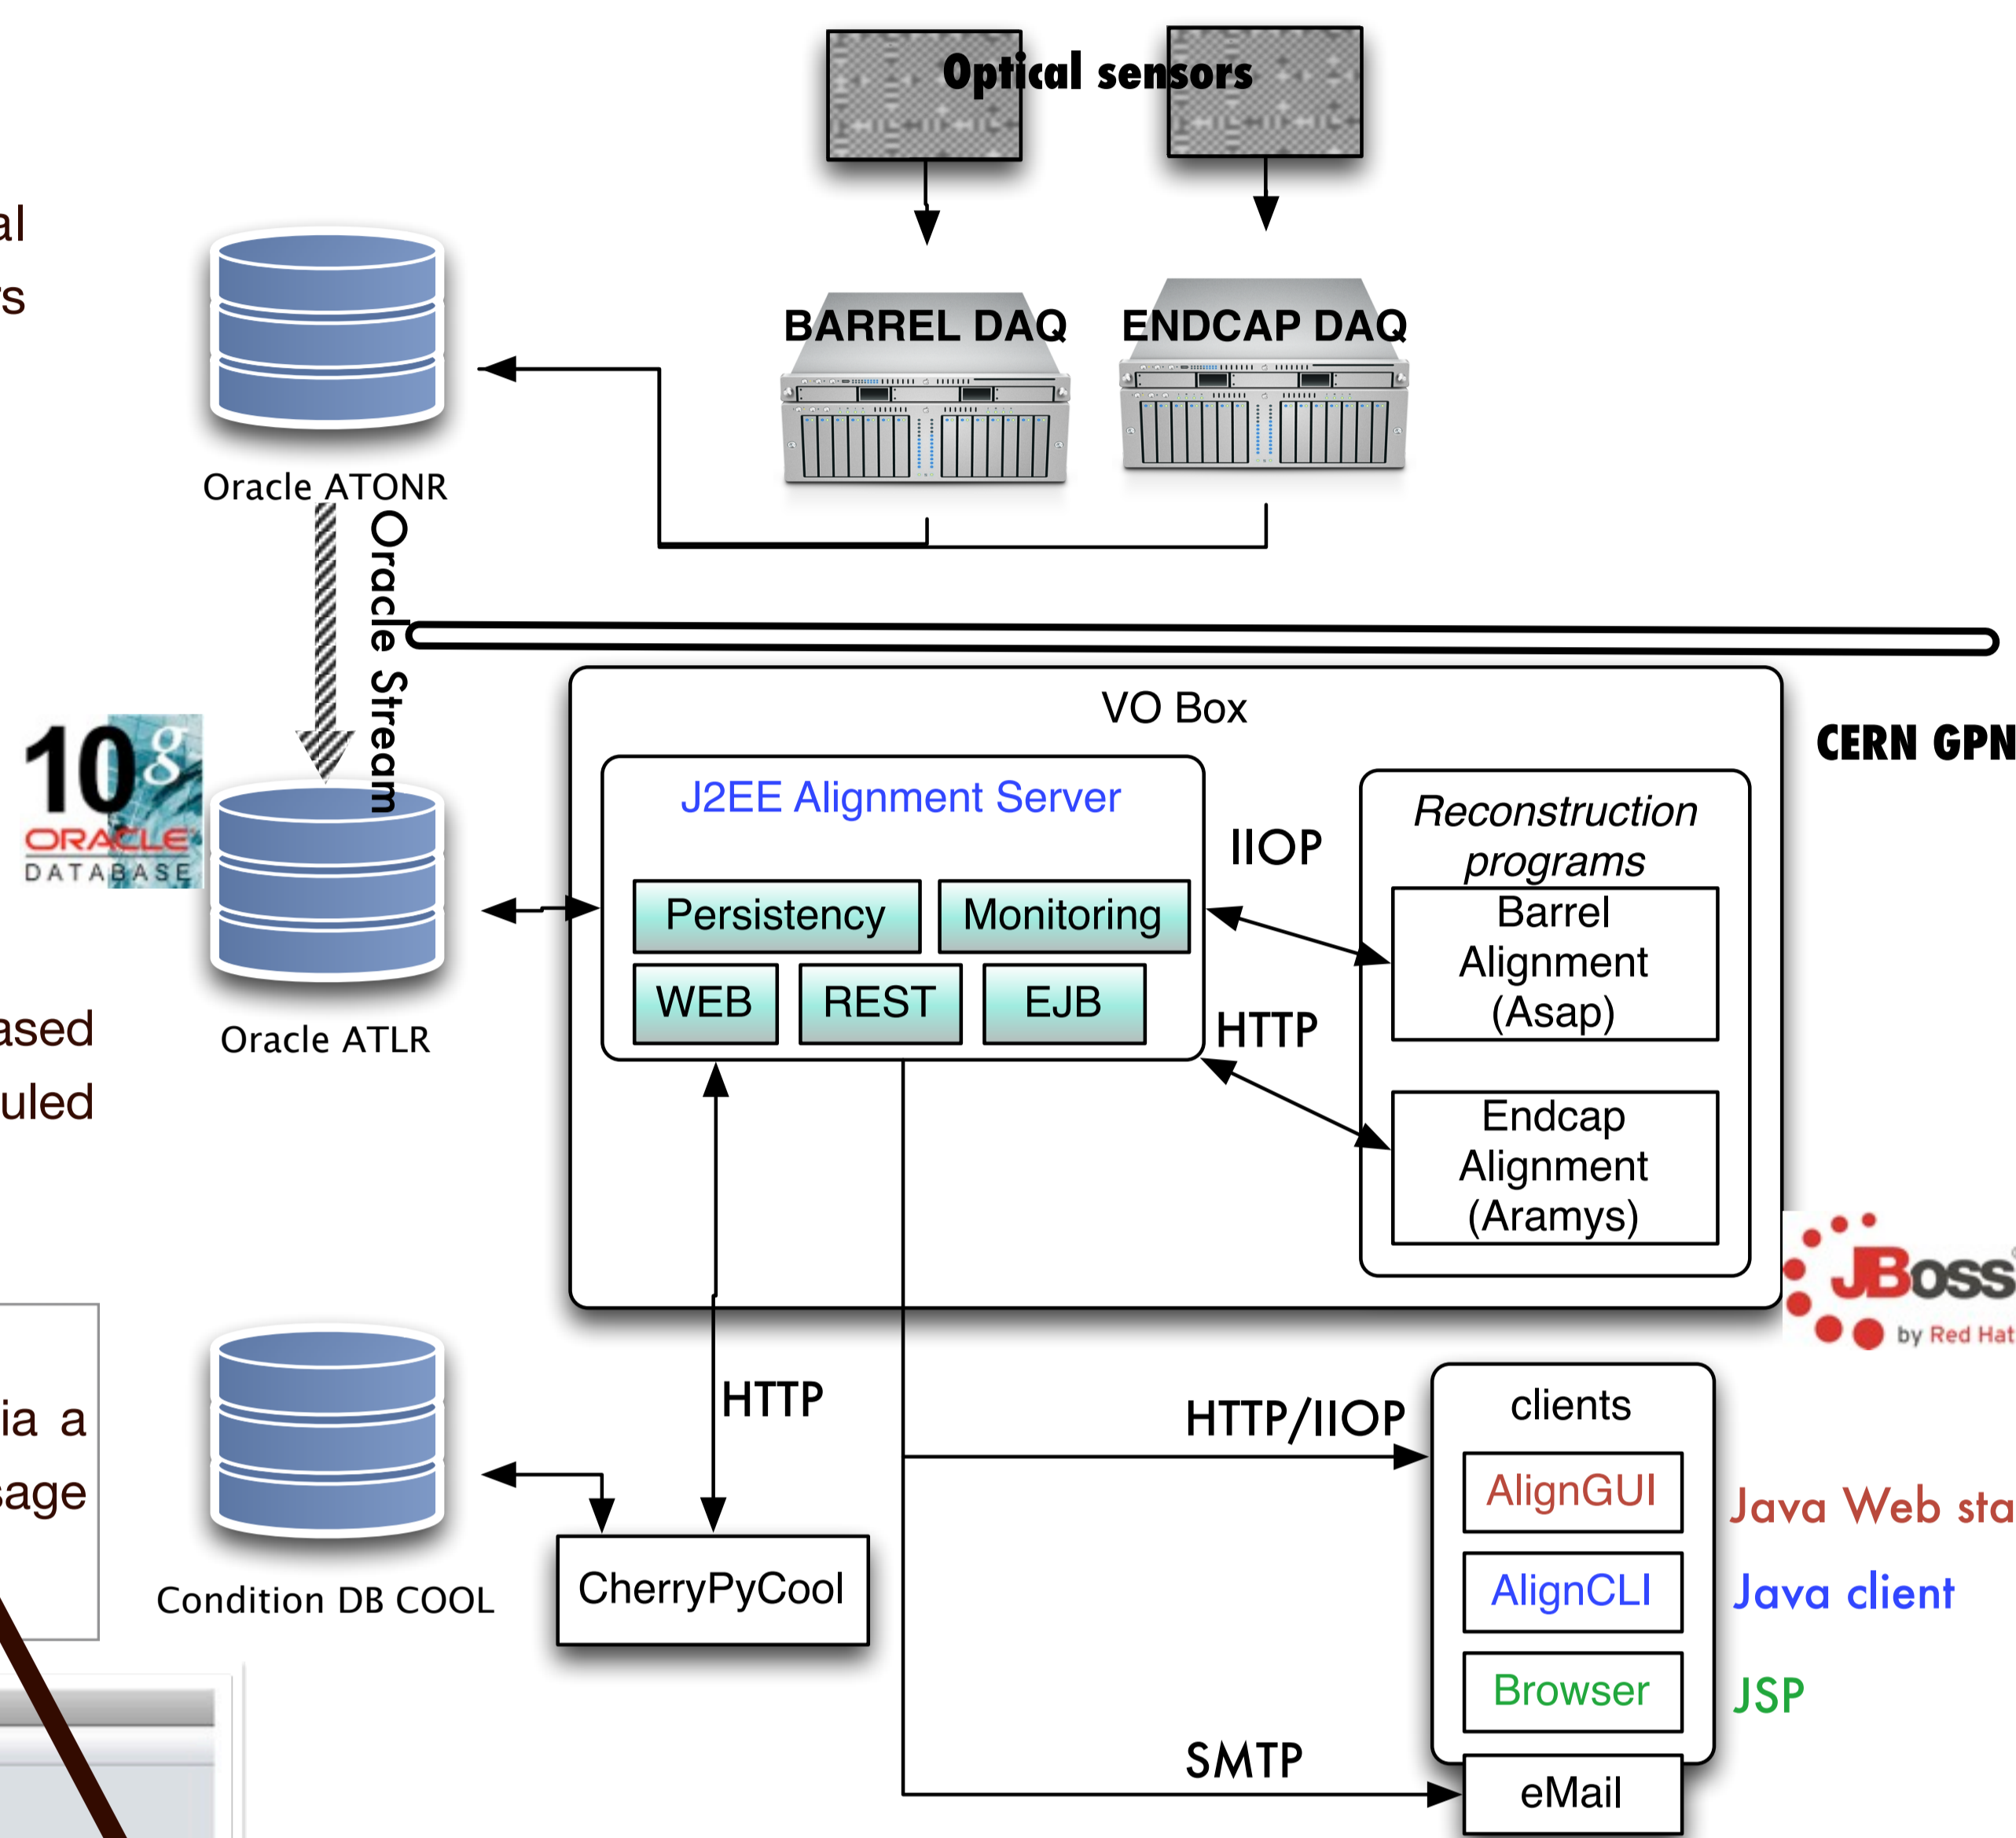 Optical sensors
al
rs
BARREL DAQ
ENDCAP DAQ
Oracle ATONR
Oracle Stream
VO Box
CERN GPN
10g
ORACLE
DATABASE
J2EE Alignment Server
Reconstruction
programs
IIOP
Persistency
Monitoring
Barrel
Alignment
(Asap)
WEB
REST
EJB
HTTP
Oracle ATLR
ased
uled
Endcap
Alignment
(Aramys)
JBoss
by Red Hat
ia a
sage
HTTP
HTTP/IIOP
clients
AlignGUI
Java Web sta
Condition DB COOL
CherryPyCool
AlignCLI
Java client
Browser
JSP
SMTP
eMail